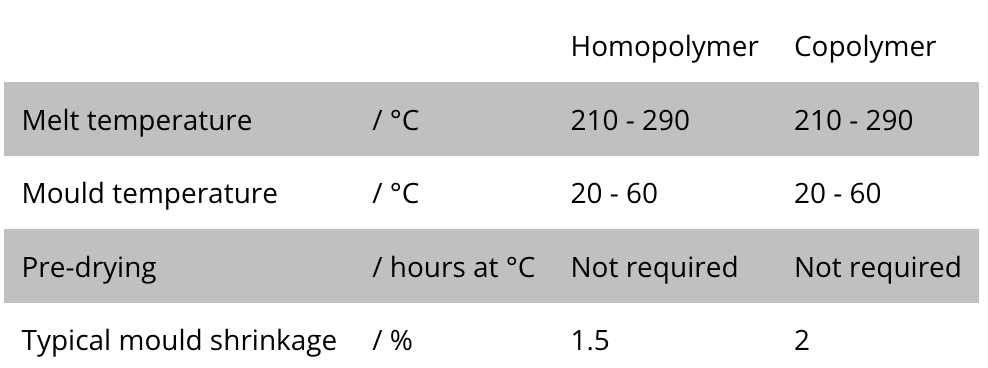 Homopolymer Copolymer
Melt temperature / °C 210 - 290 210 - 290
Mould temperature / °C 20 - 60 20 - 60
Pre-drying / hours at °C Not required Not required
Typical mould shrinkage / % 1.5 2